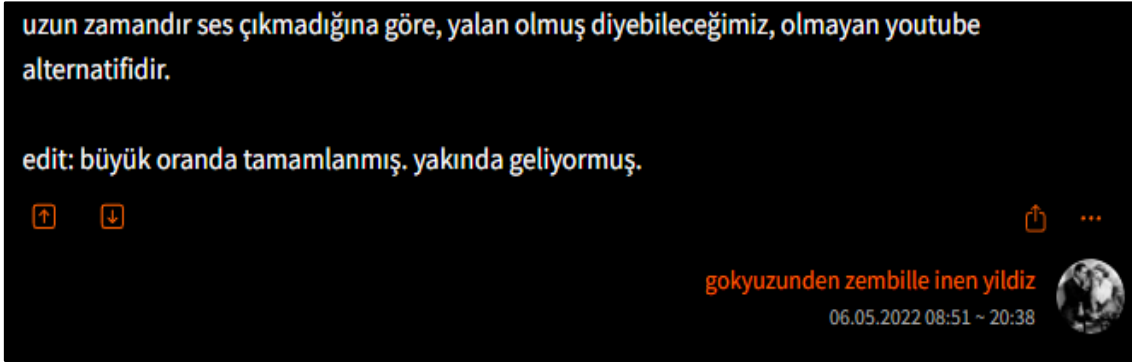 uzun zamandır ses çıkmadığına göre, yalan olmuş diyebileceğimiz, olmayan youtube
alternatifidir.
edit: büyük oranda tamamlanmış. yakında geliyormuş.
gokyuzunden zembille inen yildiz
06.05.2022 08:51 ~ 20:38